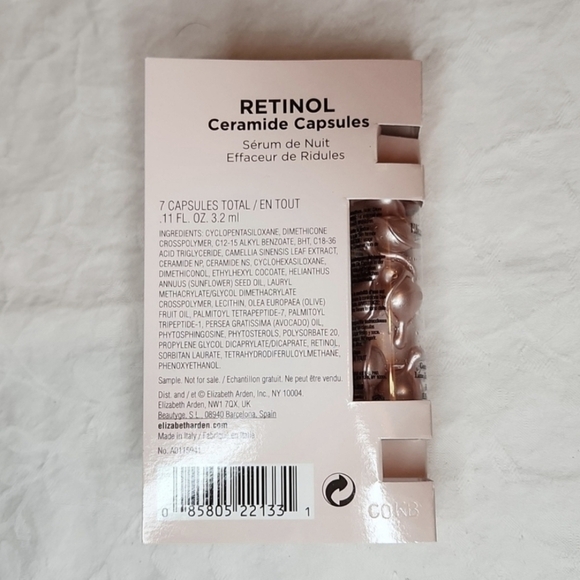 RETINOL
Ceramide Capsules
Sérum de Nuit
Effaceur de Ridules
7 CAPSULES TOTAL / EN TOUT
.11 FL. OZ. 3.2 ml
INGREDIENTS: CYCLOPENTASILOXANE, DIMETHICONE
CROSSPOLYMER, C12-15 ALKYL BENZOATE, BHT, C18-36
ACID TRIGLYCERIDE, CAMELLIA SINENSIS LEAF EXTRACT,
CERAMIDE NP, CERAMIDE NS, CYCLOHEXASILOXANE,
DIMETHICONOL, ETHYLHEXYL COCOATE, HELIANTHUS
ANNUUS (SUNFLOWER) SEED OIL, LAURYL
METHACRYLATE/GLYCOL DIMETHACRYLATE
CROSSPOLYMER, LECITHIN, OLEA EUROPAEA (OLIVE)
FRUIT OIL, PALMITOYL TETRAPEPTIDE-7, PALMITOYL
TRIPEPTIDE-1, PERSEA GRATISSIMA (AVOCADO) OIL,
PHYTOSPHINGOSINE, PHYTOSTEROLS, POLYSORBATE 20,
PROPYLENE GLYCOL DICAPRYLATE/DICAPRATE, RETINOL,
SORBITAN LAURATE, TETRAHYDRODIFERULOYLMETHANE,
PHENOXYETHANOL.
Sample. Not for sale. / Echantillon gratuit. Ne peut être vendu.
Dist. and / et © Elizabeth Arden, Inc., NY 10004.
Elizabeth Arden, NW1 7QX, UK
Beautyge, S.L., 08940 Barcelona, Spain
elizabetharden.com
Made in Italy / Fabriqué en Italie
No.
0 85805 22133 1